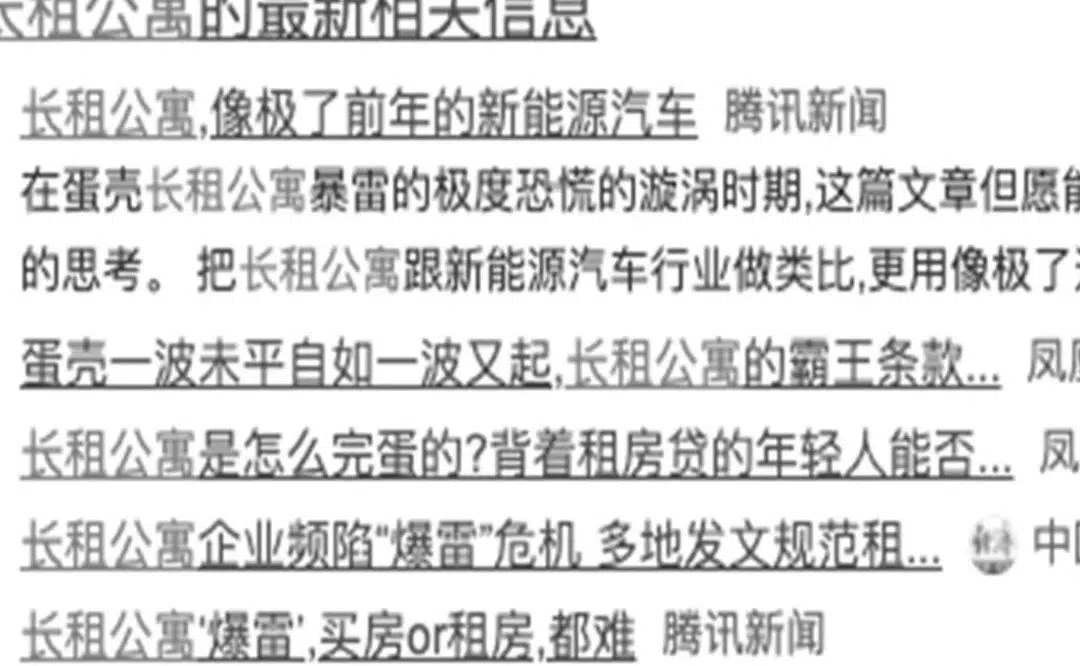 长租公寓的最新相关信息
长租公寓,像极了前年的新能源汽车 腾讯新闻
在蛋壳长租公寓暴雷的极度恐慌的漩涡时期,这篇文章但愿能
的思考。 把长租公寓跟新能源汽车行业做类比,更用像极了
蛋壳一波未平自如一波又起,长租公寓的霸王条款... 凤凰
长租公寓是怎么完蛋的?背着租房贷的年轻人能否... 凤
长租公寓企业频陷“爆雷”危机 多地发文规范租... 中国
长租公寓‘爆雷’,买房or租房,都难 腾讯新闻